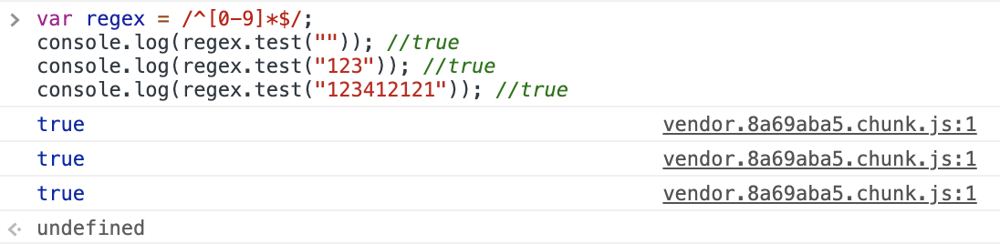 > var regex = /^[0-9]*$/;
console.log(regex.test("")); //true
console.log(regex.test("123")); //true
console.log(regex.test("123412121")); //true
true vendor.8a69aba5.chunk.js:1
true vendor.8a69aba5.chunk.js:1
true vendor.8a69aba5.chunk.js:1
undefined